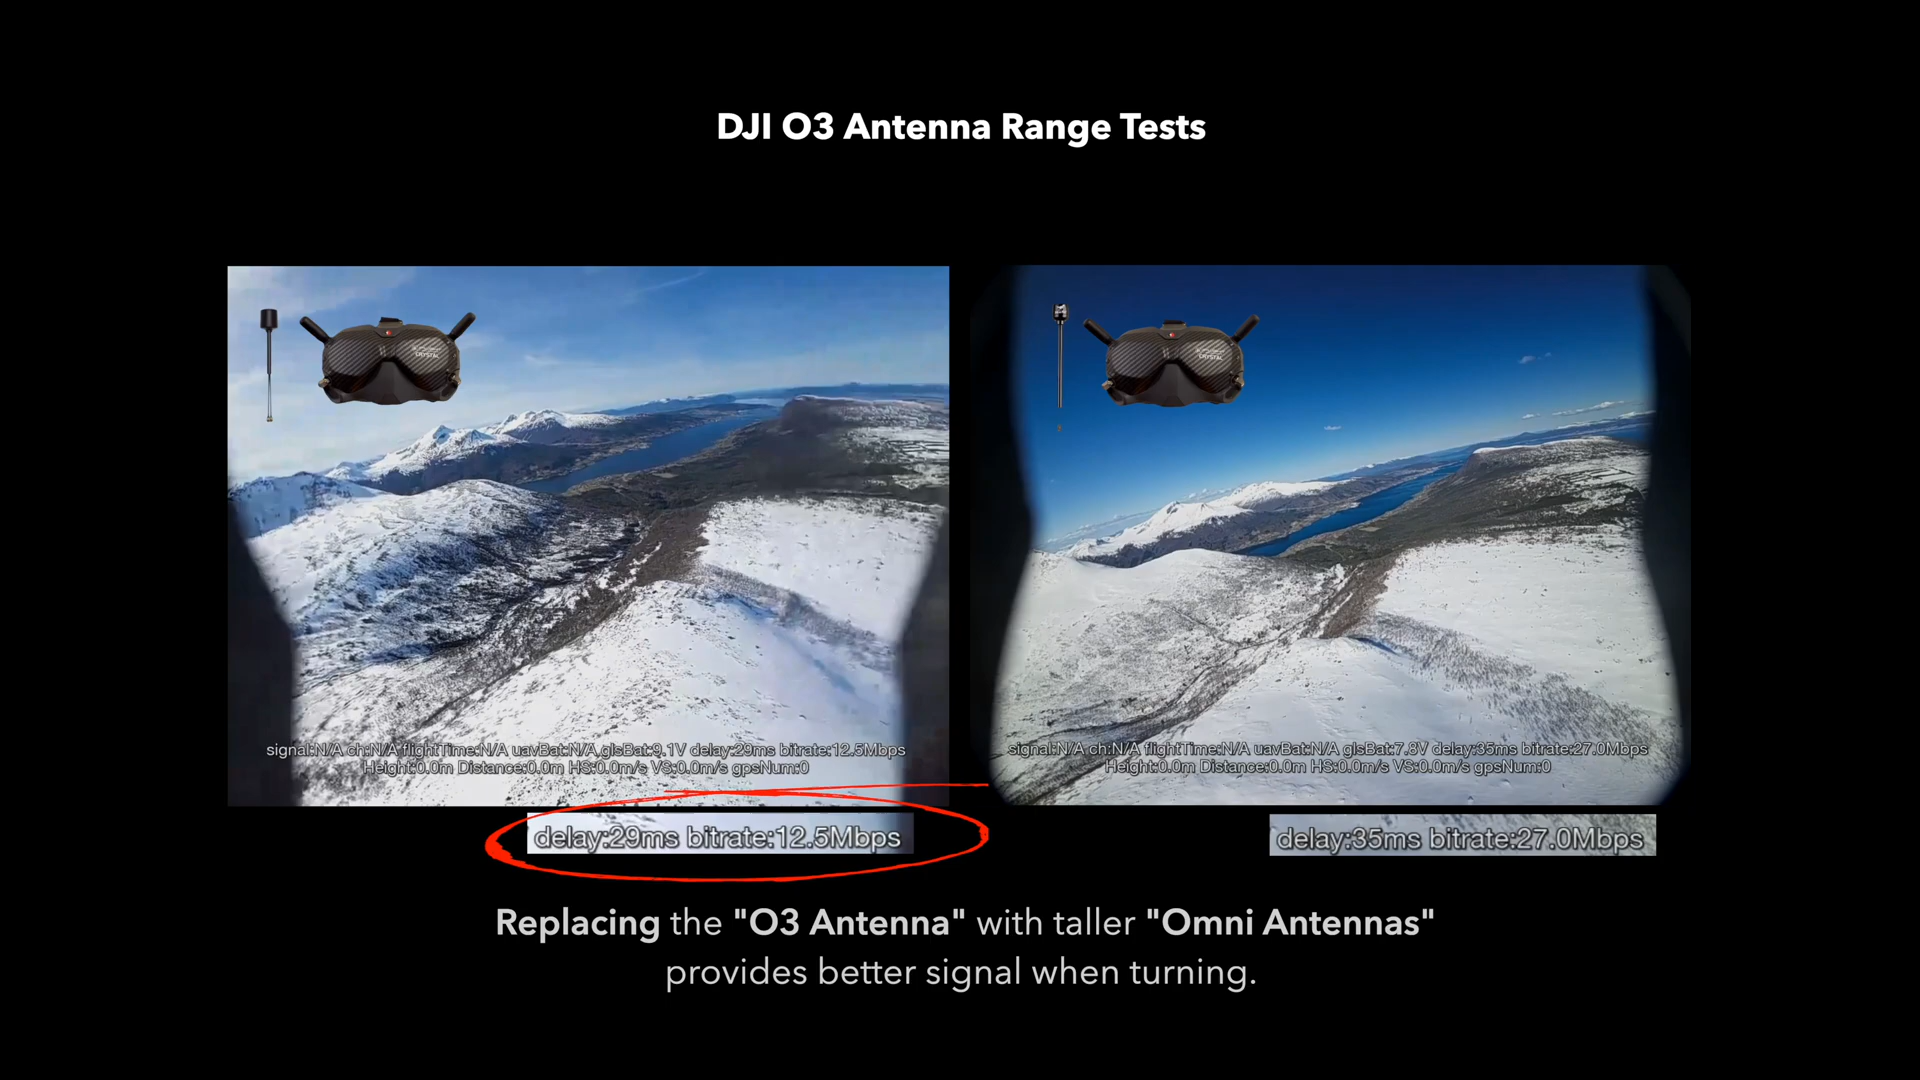 DJI O3 Antenna Range Tests
CRYSTAL
CRYSTAL
signal:N/A ch:N/A flightTime:N/A uavBat:N/A glsBat:9.1V delay:29ms bitrate:12.5Mbps
Height:0.0m Distance:0.0m HS:0.0m/s VS:0.0m/s gpsNum:0
signal:N/A ch:N/A flightTime:N/A uavBat:N/A glsBat:7.8V delay:35ms bitrate:27.0Mbps
Height:0.0m Distance:0.0m HS:0.0m/s VS:0.0m/s gpsNum:0
delay:29ms bitrate:12.5Mbps
delay:35ms bitrate:27.0Mbps
Replacing the "O3 Antenna" with taller "Omni Antennas"
provides better signal when turning.